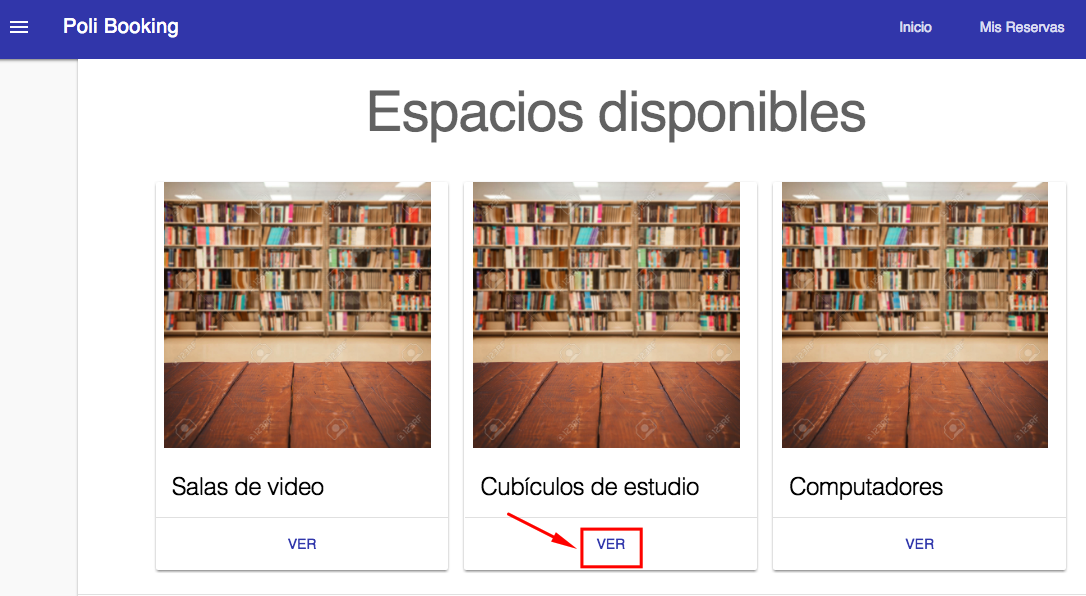 Poli Booking
Inicio
Mis Reservas
Espacios disponibles
Salas de video
Cubículos de estudio
Computadores
VER
VER
VER